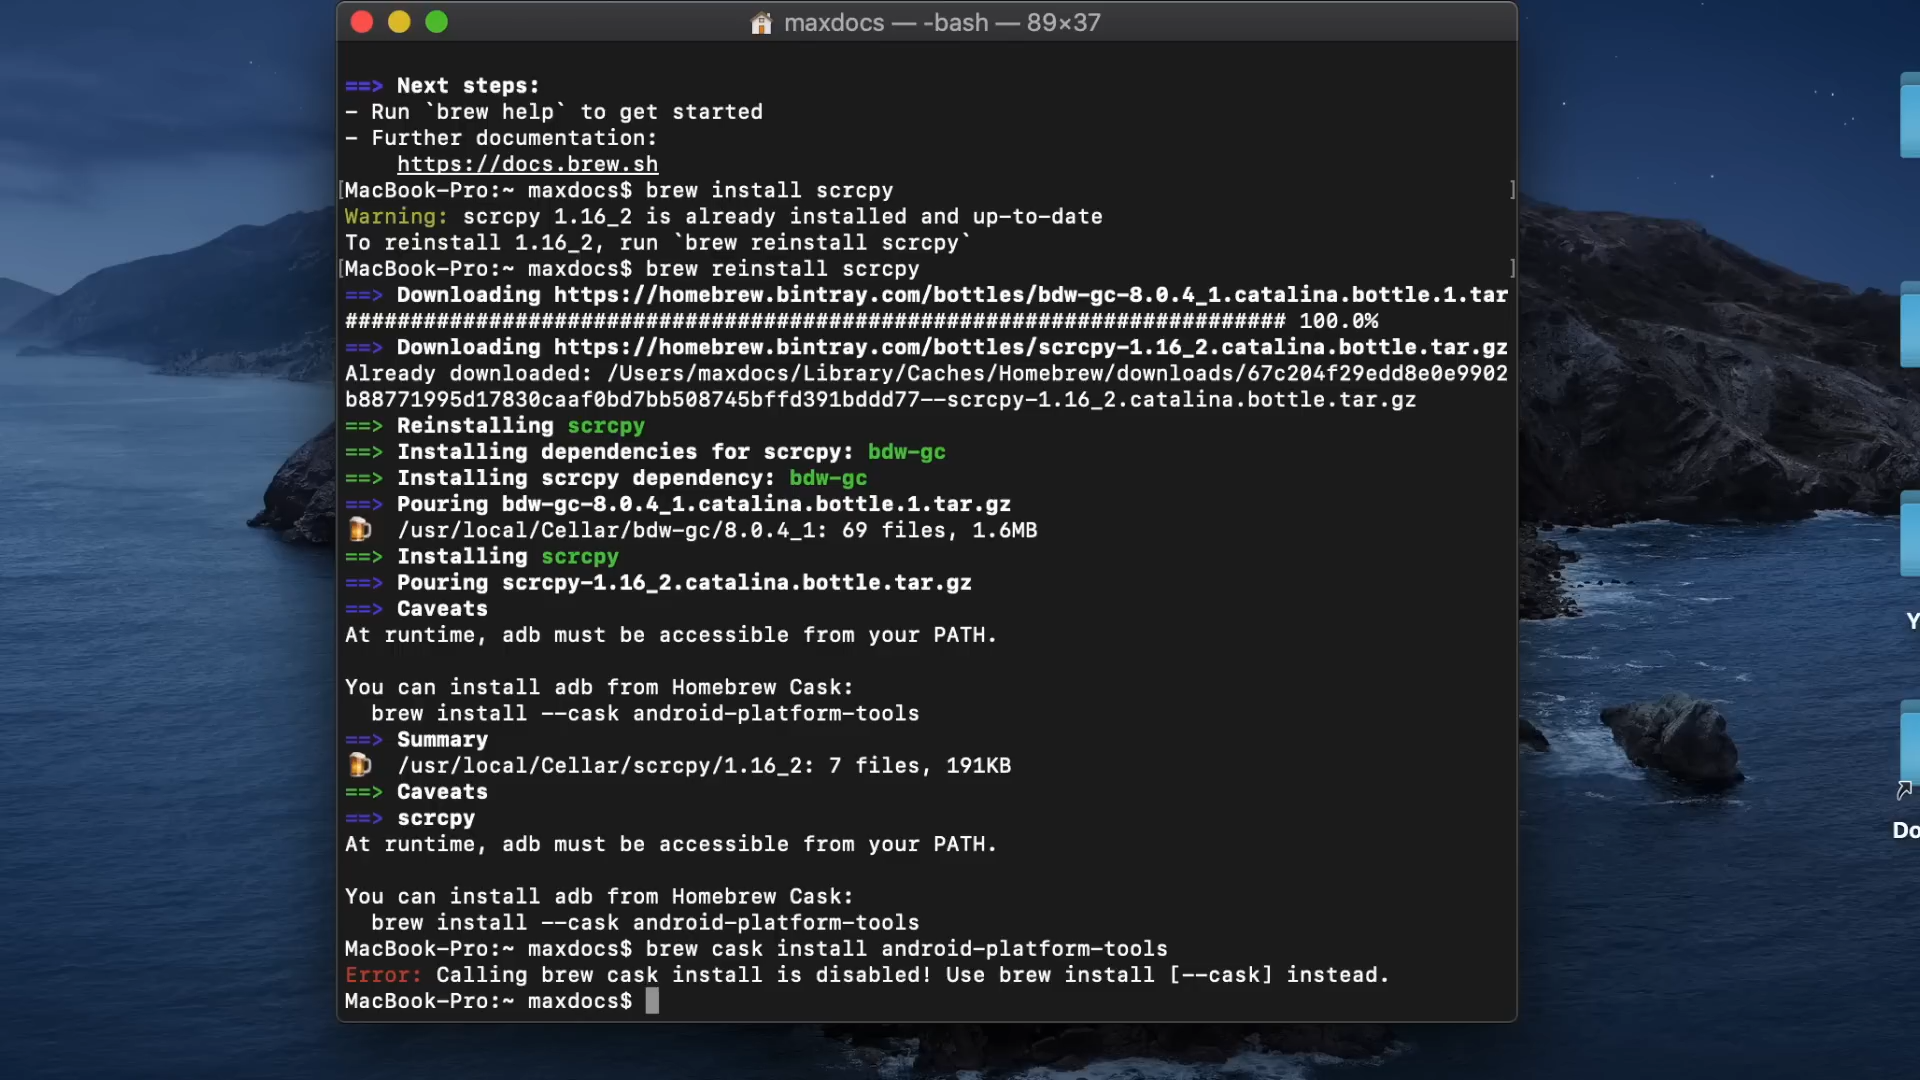 maxdocs — -bash — 89×37
==> Next steps:
- Run `brew help` to get started
- Further documentation:
    https://docs.brew.sh
[MacBook-Pro:~ maxdocs$ brew install scrcpy ]
Warning: scrcpy 1.16_2 is already installed and up-to-date
To reinstall 1.16_2, run `brew reinstall scrcpy`
[MacBook-Pro:~ maxdocs$ brew reinstall scrcpy ]
==> Downloading https://homebrew.bintray.com/bottles/bdw-gc-8.0.4_1.catalina.bottle.1.tar
######################################################################## 100.0%
==> Downloading https://homebrew.bintray.com/bottles/scrcpy-1.16_2.catalina.bottle.tar.gz
Already downloaded: /Users/maxdocs/Library/Caches/Homebrew/downloads/67c204f29edd8e0e9902
b88771995d17830caaf0bd7bb508745bffd391bddd77--scrcpy-1.16_2.catalina.bottle.tar.gz
==> Reinstalling scrcpy
==> Installing dependencies for scrcpy: bdw-gc
==> Installing scrcpy dependency: bdw-gc
==> Pouring bdw-gc-8.0.4_1.catalina.bottle.1.tar.gz
🍺  /usr/local/Cellar/bdw-gc/8.0.4_1: 69 files, 1.6MB
==> Installing scrcpy
==> Pouring scrcpy-1.16_2.catalina.bottle.tar.gz
==> Caveats
At runtime, adb must be accessible from your PATH.
You can install adb from Homebrew Cask:
  brew install --cask android-platform-tools
==> Summary
🍺  /usr/local/Cellar/scrcpy/1.16_2: 7 files, 191KB
==> Caveats
==> scrcpy
At runtime, adb must be accessible from your PATH.
You can install adb from Homebrew Cask:
  brew install --cask android-platform-tools
MacBook-Pro:~ maxdocs$ brew cask install android-platform-tools
Error: Calling brew cask install is disabled! Use brew install [--cask] instead.
MacBook-Pro:~ maxdocs$
Y
Do